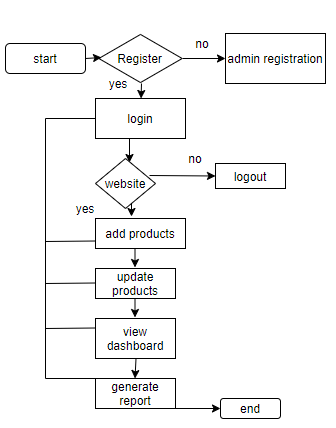 no
start
Register
admin registration
yes
login
no
website
logout
yes
add products
update
products
view
dashboard
generate
report
end